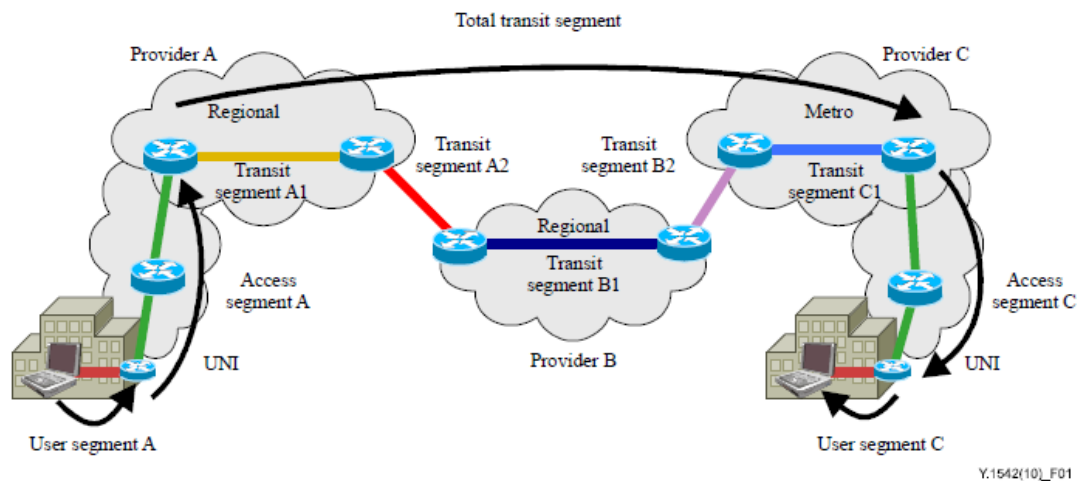 Total transit segment
Provider A
Provider C
Regional
Metro
Transit
segment A2
Transit
segment B2
Transit
segment A1
Transit
segment C1
Regional
Transit
segment B1
Access
segment A
Access
segment C
UNI
Provider B
UNI
User segment A
User segment C
Y.1542(10)_F01